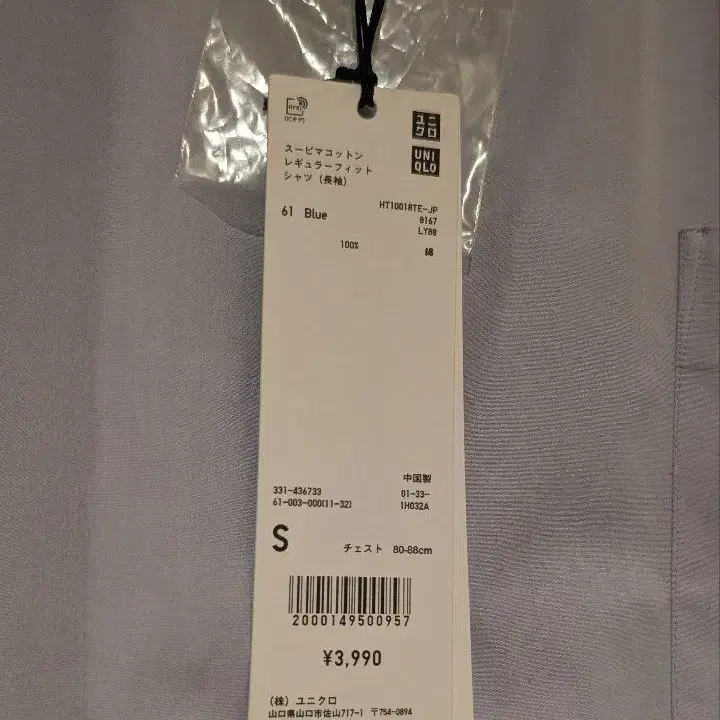 RFID
ユニ
クロ
UNI
QLO
スーピマコットン
レギュラーフィット
シャツ（長袖）
61 Blue
HT10018TE-JP
8167
LY88
100% 綿
中国製
331-436733
01-33-
61-003-000(11-32)
1H032A
S
チェスト 80-88cm
2000149500957
¥3,990
(株) ユニクロ
山口県山口市佐山717-1 〒754-0894